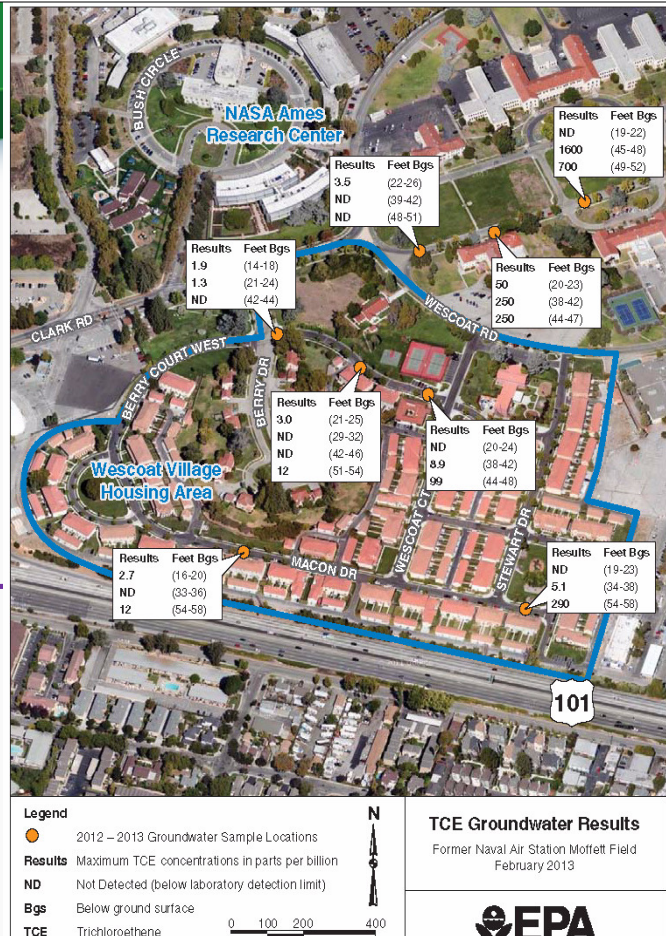 BUSH CIRCLE
NASA Ames
Research Center
Results Feet Bgs
ND (19-22)
1600 (45-48)
700 (49-52)
Results Feet Bgs
3.5 (22-26)
ND (39-42)
ND (48-51)
Results Feet Bgs
1.9 (14-18)
1.3 (21-24)
ND (42-44)
Results Feet Bgs
50 (20-23)
250 (38-42)
250 (44-47)
CLARK RD
WESCOAT RD
BERRY COURT WEST
BERRY DR
Results Feet Bgs
3.0 (21-25)
ND (29-32)
ND (42-46)
12 (51-54)
Results Feet Bgs
ND (20-24)
8.9 (38-42)
99 (44-48)
Wescoat Village
Housing Area
WESCOAT CT
STEWART DR
MACON DR
Results Feet Bgs
2.7 (16-20)
ND (33-36)
12 (54-58)
Results Feet Bgs
ND (19-23)
5.1 (34-38)
290 (54-58)
101
Legend
2012 – 2013 Groundwater Sample Locations
Results Maximum TCE concentrations in parts per billion
ND Not Detected (below laboratory detection limit)
Bgs Below ground surface
TCE Trichloroethene
N
0 100 200 400
TCE Groundwater Results
Former Naval Air Station Moffett Field
February 2013
EPA